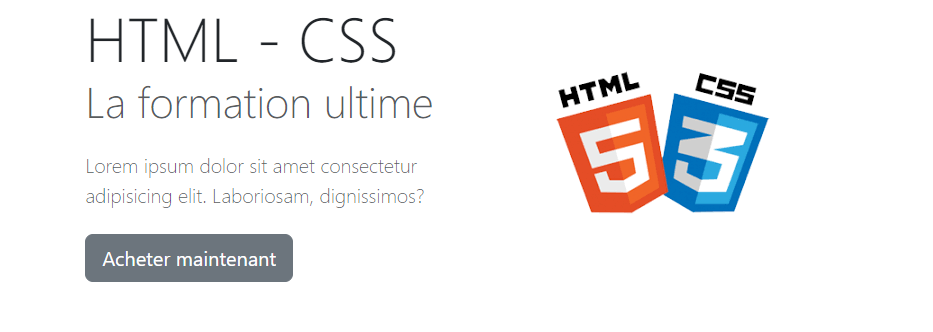 HTML - CSS
La formation ultime
Lorem ipsum dolor sit amet consectetur
adipisicing elit. Laboriosam, dignissimos?
Acheter maintenant
HTML
5
CSS
3